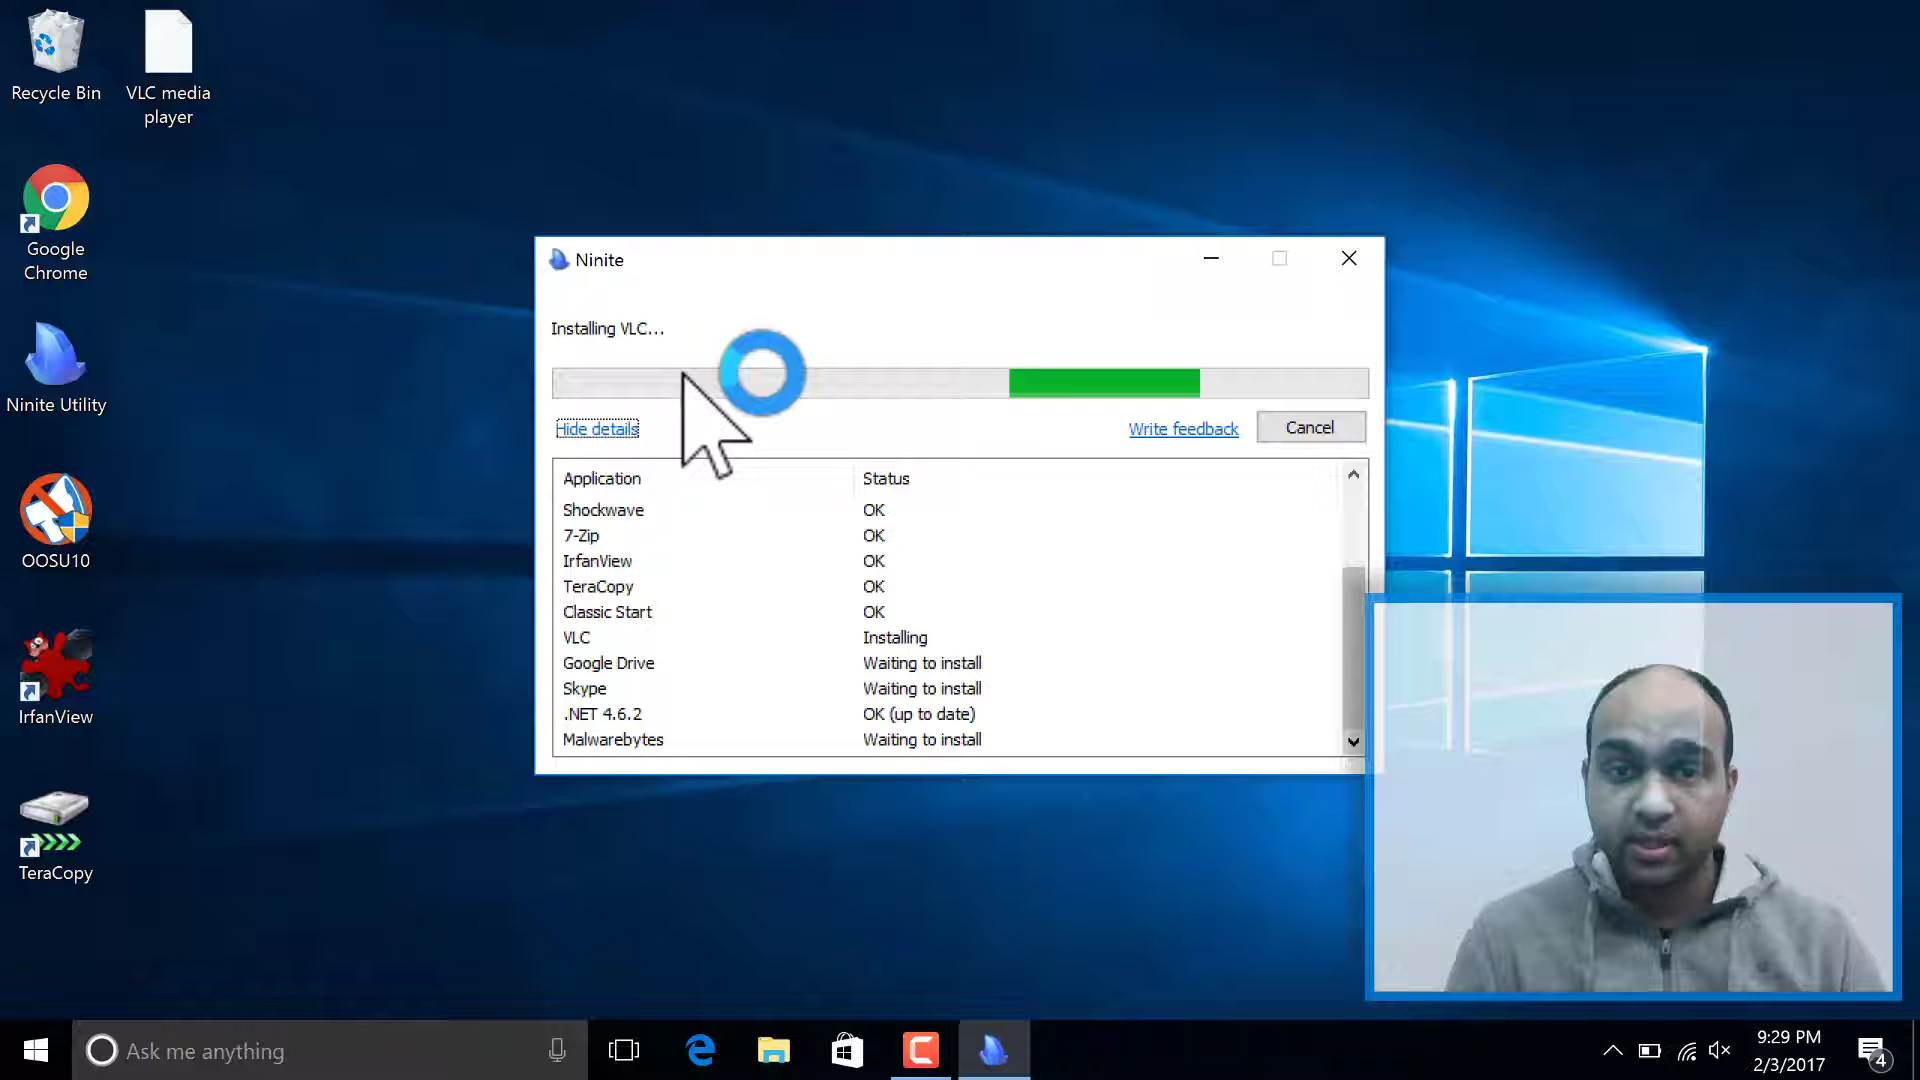 Recycle Bin
VLC media
player
Google
Chrome
Ninite Utility
OOSU10
IrfanView
TeraCopy
Ninite
Installing VLC...
Hide details
Write feedback
Cancel
Application Status
Shockwave OK
7-Zip OK
IrfanView OK
TeraCopy OK
Classic Start OK
VLC Installing
Google Drive Waiting to install
Skype Waiting to install
.NET 4.6.2 OK (up to date)
Malwarebytes Waiting to install
Ask me anything
9:29 PM
2/3/2017
4